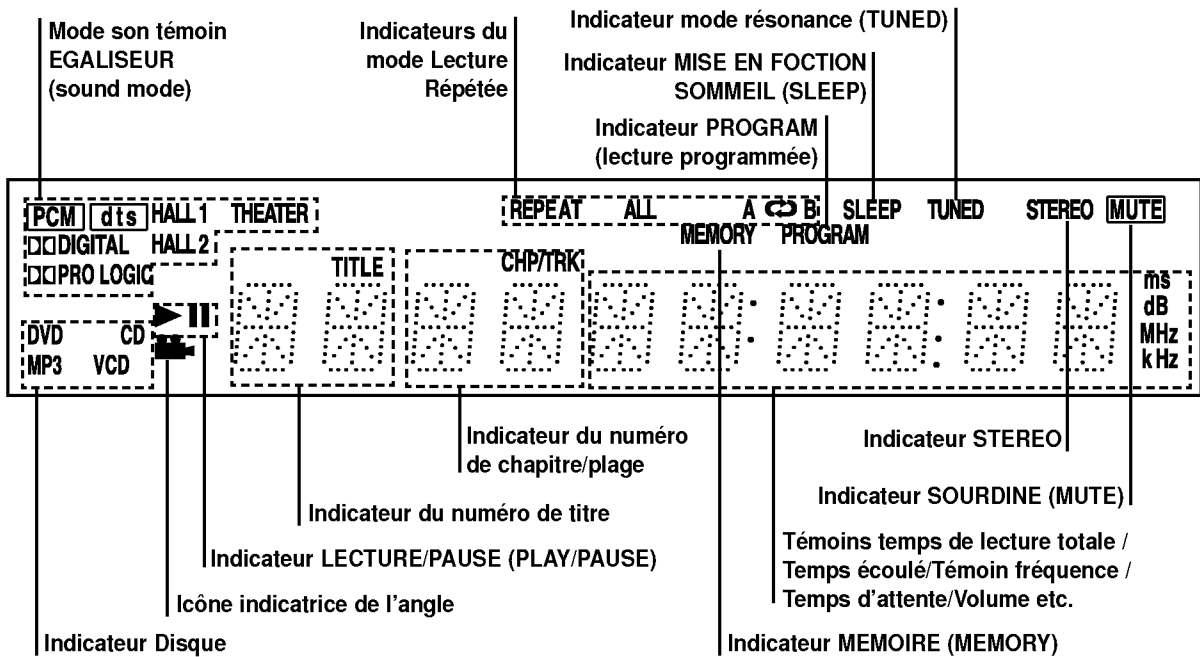 Mode son témoin
EGALISEUR
(sound mode)
Indicateurs du
mode Lecture
Répétée
Indicateur mode résonance (TUNED)
Indicateur MISE EN FOCTION
SOMMEIL (SLEEP)
Indicateur PROGRAM
(lecture programmée)
PCM dts HALL 1 THEATER
DIGITAL HALL 2
PRO LOGIC
REPEAT ALL A B SLEEP TUNED STEREO MUTE
MEMORY PROGRAM
TITLE
CHP/TRK
ms
dB
MHz
kHz
DVD CD
MP3 VCD
Indicateur du numéro
de chapitre/plage
Indicateur STEREO
Indicateur SOURDINE (MUTE)
Indicateur du numéro de titre
Témoins temps de lecture totale /
Temps écoulé/Témoin fréquence /
Temps d'attente/Volume etc.
Indicateur LECTURE/PAUSE (PLAY/PAUSE)
Icône indicatrice de l'angle
Indicateur Disque
Indicateur MEMOIRE (MEMORY)